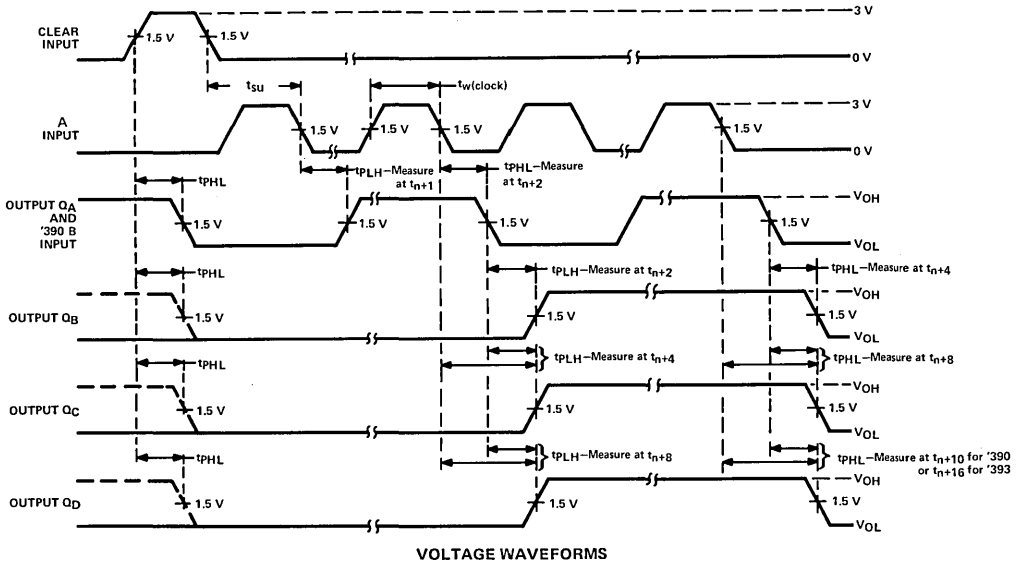 CLEAR
INPUT
1.5 V
1.5 V
3 V
0 V
tsu
tw(clock)
A
INPUT
1.5 V
1.5 V
1.5 V
1.5 V
3 V
0 V
tPHL
tPLH–Measure
at tn+1
tPHL–Measure
at tn+2
OUTPUT QA
AND
'390 B
INPUT
1.5 V
1.5 V
1.5 V
1.5 V
VOH
VOL
tPHL
tPLH–Measure at tn+2
tPHL–Measure at tn+4
OUTPUT QB
1.5 V
1.5 V
1.5 V
VOH
VOL
tPHL
tPLH–Measure at tn+4
tPHL–Measure at tn+8
OUTPUT QC
1.5 V
1.5 V
1.5 V
VOH
VOL
tPHL
tPLH–Measure at tn+8
tPHL–Measure at tn+10 for '390
or tn+16 for '393
OUTPUT QD
1.5 V
1.5 V
1.5 V
VOH
VOL
VOLTAGE WAVEFORMS